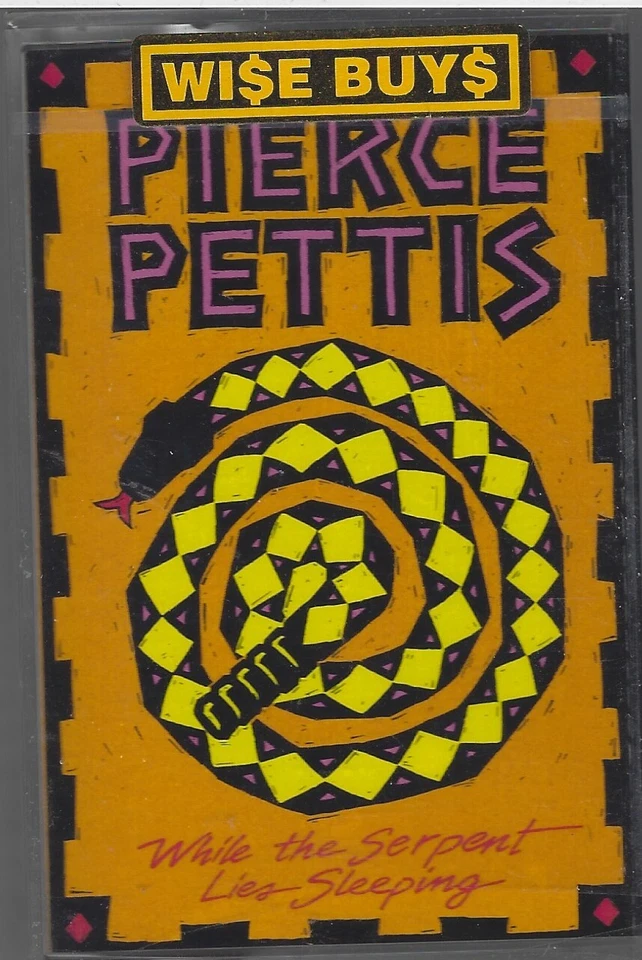 WI$E BUY$
PIERCE
PETTIS
While the Serpent
Lies Sleeping